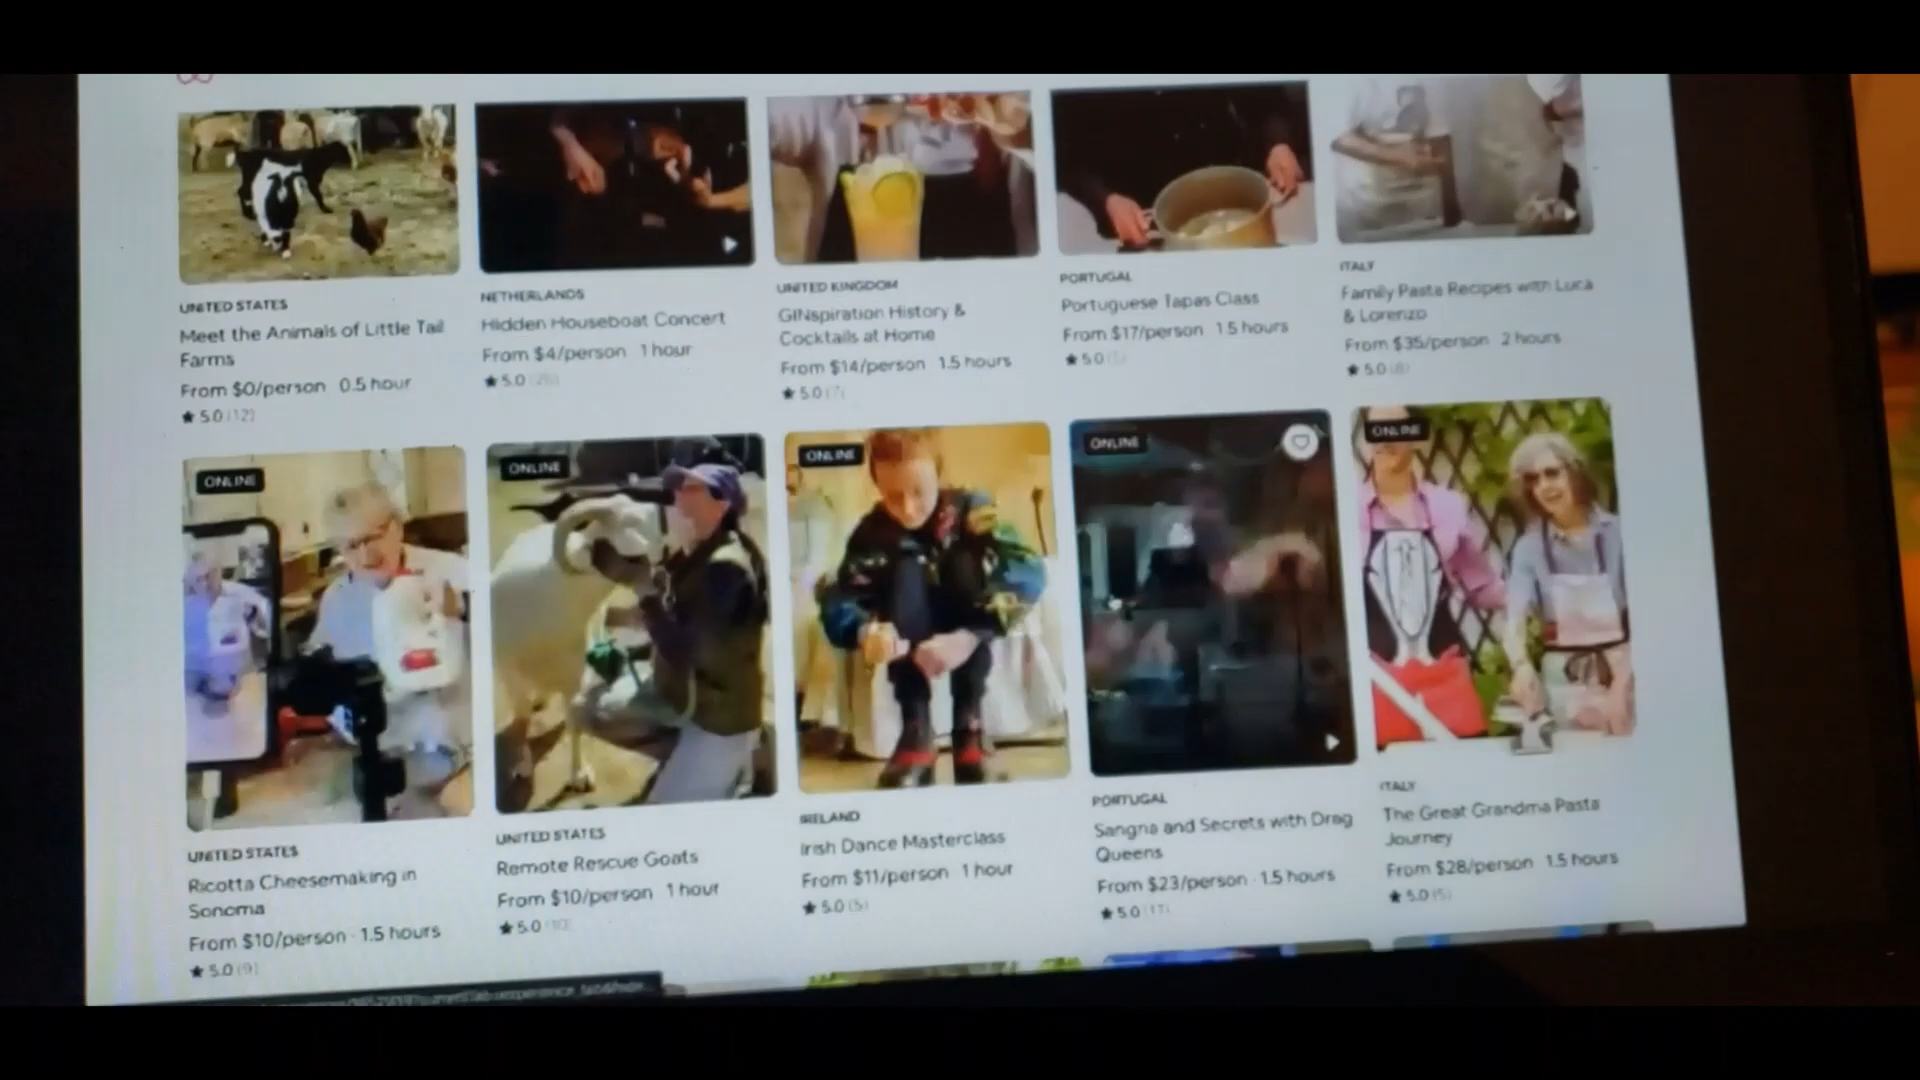 UNITED STATES
Meet the Animals of Little Tail
Farms
From $0/person 0.5 hour
★ 5.0 (12)
NETHERLANDS
Hidden Houseboat Concert
From $4/person 1 hour
★ 5.0
UNITED KINGDOM
GINspiration History &
Cocktails at Home
From $14/person 1.5 hours
★ 5.0 (7)
PORTUGAL
Portuguese Tapas Class
From $17/person 1.5 hours
★ 5.0
ITALY
Family Pasta Recipes with Luca
& Lorenzo
From $35/person 2 hours
★ 5.0 (8)
ONLINE
UNITED STATES
Ricotta Cheesemaking in
Sonoma
From $10/person · 1.5 hours
★ 5.0 (9)
ONLINE
UNITED STATES
Remote Rescue Goats
From $10/person 1 hour
★ 5.0
ONLINE
IRELAND
Irish Dance Masterclass
From $11/person 1 hour
★ 5.0 (5)
ONLINE
PORTUGAL
Sangria and Secrets with Drag
Queens
From $23/person · 1.5 hours
★ 5.0 (17)
ONLINE
ITALY
The Great Grandma Pasta
Journey
From $28/person 1.5 hours
★ 5.0 (5)